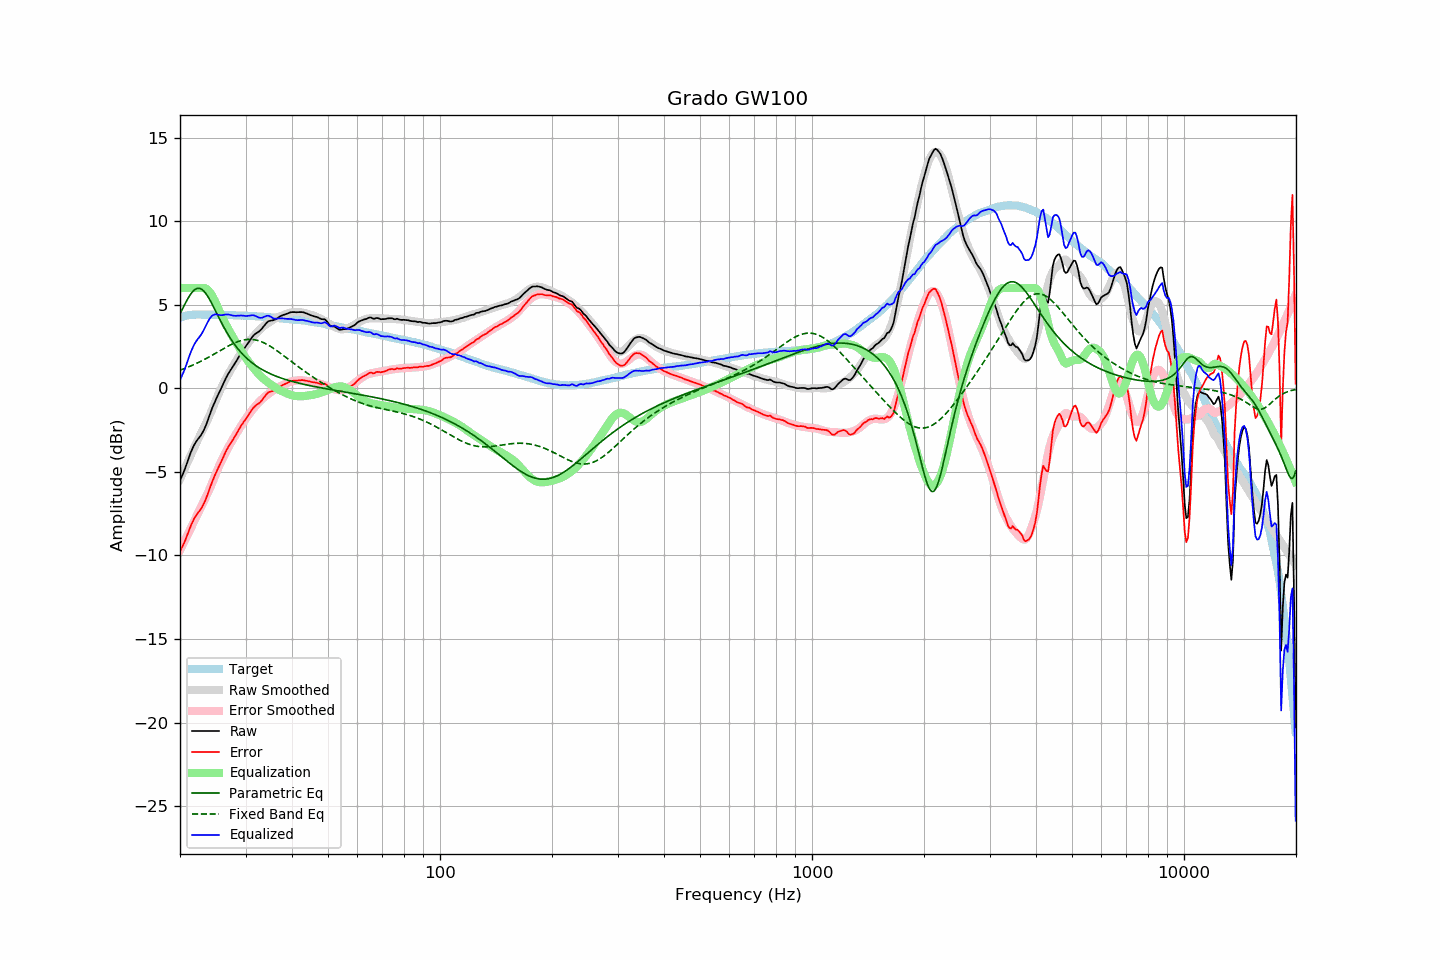 Grado GW100
15
10
5
0
−5
−10
−15
−20
−25
Amplitude (dBr)
Target
Raw Smoothed
Error Smoothed
Raw
Error
Equalization
Parametric Eq
Fixed Band Eq
Equalized
100
1000
10000
Frequency (Hz)